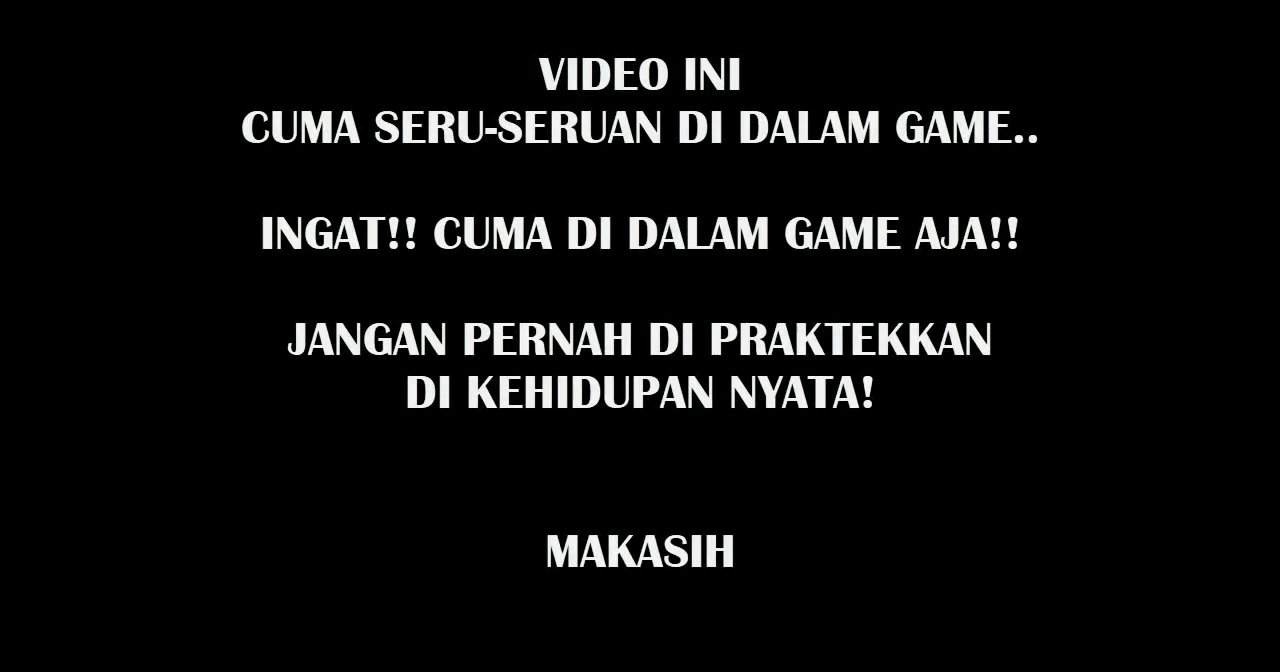 VIDEO INI
CUMA SERU-SERUAN DI DALAM GAME..
INGAT!! CUMA DI DALAM GAME AJA!!
JANGAN PERNAH DI PRAKTEKKAN
DI KEHIDUPAN NYATA!
MAKASIH